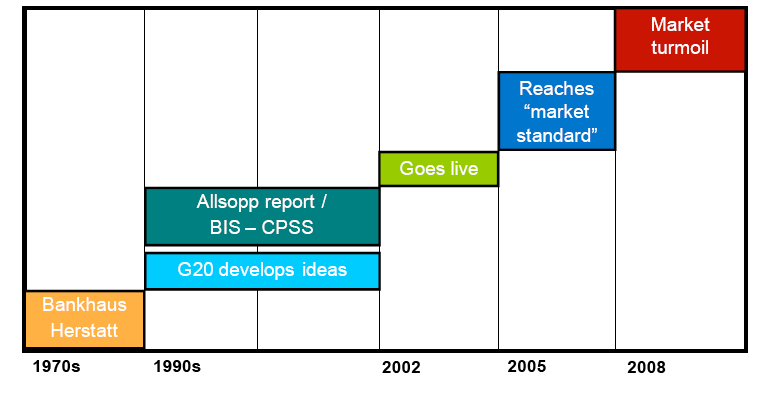 Market
turmoil
Reaches
“market
standard”
Goes live
Allsopp report /
BIS – CPSS
G20 develops ideas
Bankhaus
Herstatt
1970s
1990s
2002
2005
2008